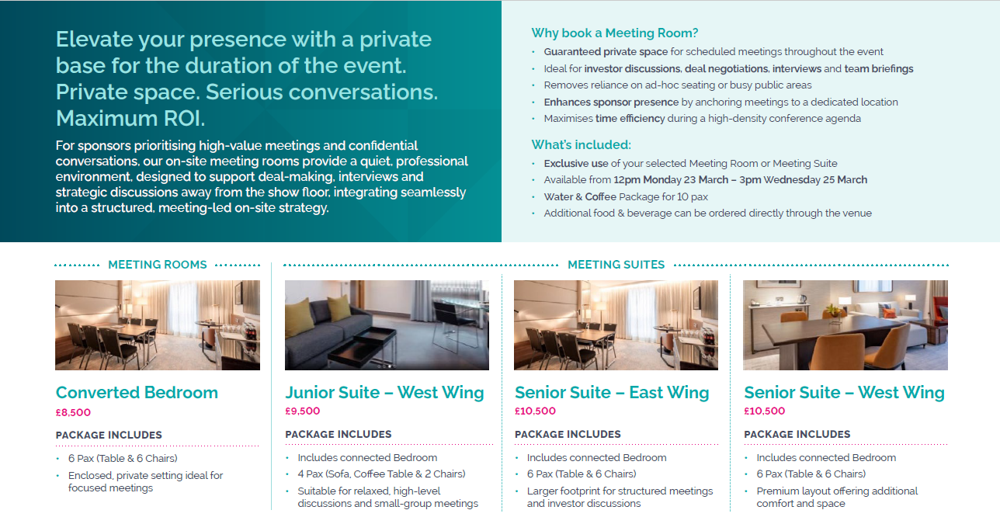 Elevate your presence with a private
base for the duration of the event.
Private space. Serious conversations.
Maximum ROI.
For sponsors prioritising high-value meetings and confidential
conversations, our on-site meeting rooms provide a quiet, professional
environment, designed to support deal-making, interviews and
strategic discussions away from the show floor, integrating seamlessly
into a structured, meeting-led on-site strategy.
Why book a Meeting Room?
• Guaranteed private space for scheduled meetings throughout the event
• Ideal for investor discussions, deal negotiations, interviews and team briefings
• Removes reliance on ad-hoc seating or busy public areas
• Enhances sponsor presence by anchoring meetings to a dedicated location
• Maximises time efficiency during a high-density conference agenda
What's included:
• Exclusive use of your selected Meeting Room or Meeting Suite
• Available from 12pm Monday 23 March – 3pm Wednesday 25 March
• Water & Coffee Package for 10 pax
• Additional food & beverage can be ordered directly through the venue
MEETING ROOMS
Converted Bedroom
£8,500
PACKAGE INCLUDES
• 6 Pax (Table & 6 Chairs)
• Enclosed, private setting ideal for
focused meetings
MEETING SUITES
Junior Suite – West Wing
£9,500
PACKAGE INCLUDES
• Includes connected Bedroom
• 4 Pax (Sofa, Coffee Table & 2 Chairs)
• Suitable for relaxed, high-level
discussions and small-group meetings
Senior Suite – East Wing
£10,500
PACKAGE INCLUDES
• Includes connected Bedroom
• 6 Pax (Table & 6 Chairs)
• Larger footprint for structured meetings
and investor discussions
Senior Suite – West Wing
£10,500
PACKAGE INCLUDES
• Includes connected Bedroom
• 6 Pax (Table & 6 Chairs)
• Premium layout offering additional
comfort and space